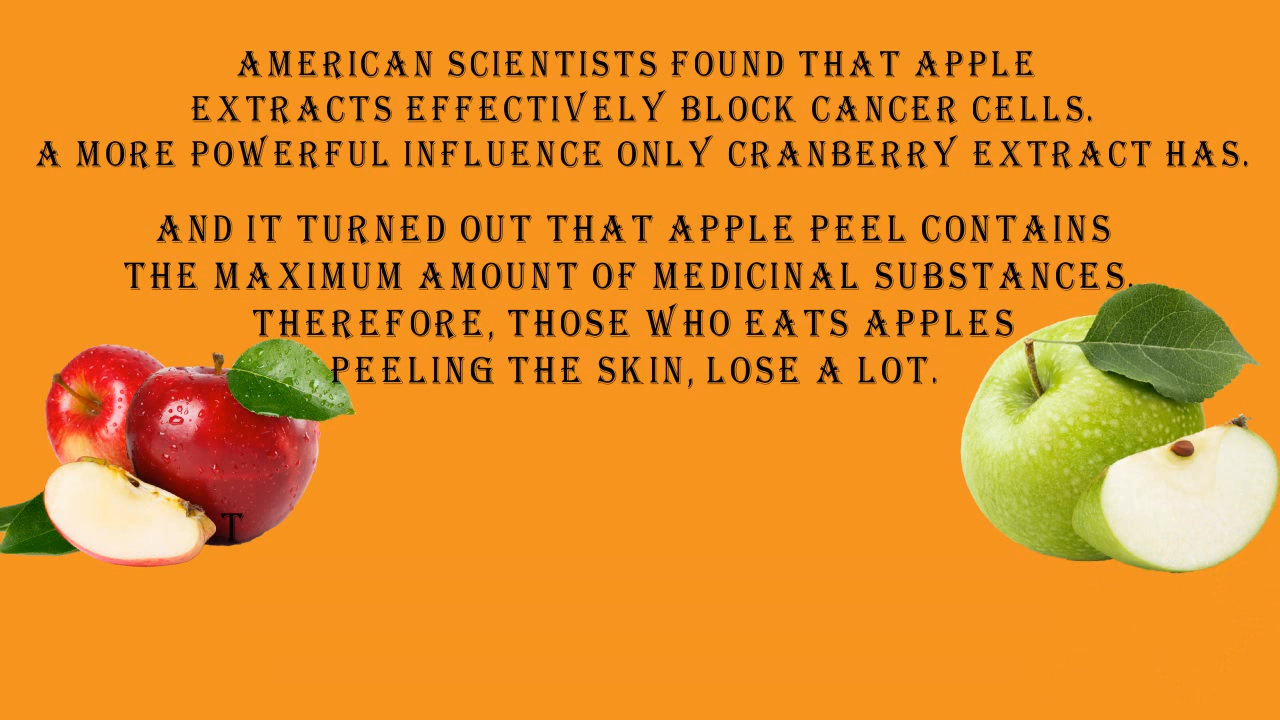 AMERICAN SCIENTISTS FOUND THAT APPLE
EXTRACTS EFFECTIVELY BLOCK CANCER CELLS.
A MORE POWERFUL INFLUENCE ONLY CRANBERRY EXTRACT HAS.
AND IT TURNED OUT THAT APPLE PEEL CONTAINS
THE MAXIMUM AMOUNT OF MEDICINAL SUBSTANCES.
THEREFORE, THOSE WHO EATS APPLES
PEELING THE SKIN, LOSE A LOT.
T